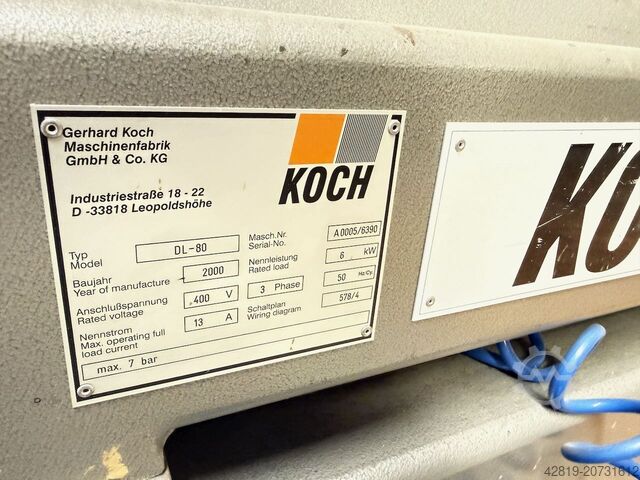 Gerhard Koch
Maschinenfabrik
GmbH & Co. KG
KOCH
Industriestraße 18 - 22
D -33818 Leopoldshöhe
Typ
Model
DL-80
Masch.Nr.
Serial-No.
A0005/6390
Baujahr
Year of manufacture
2000
Nennleistung
Rated load
6 kW
Anschlußspannung
Rated voltage
400 V
3 Phase
50 Hz/Cy.
Nennstrom
Max. operating full
load current
13 A
Schaltplan
Wiring diagram
578/4
max. 7 bar
KO
42819-20731612